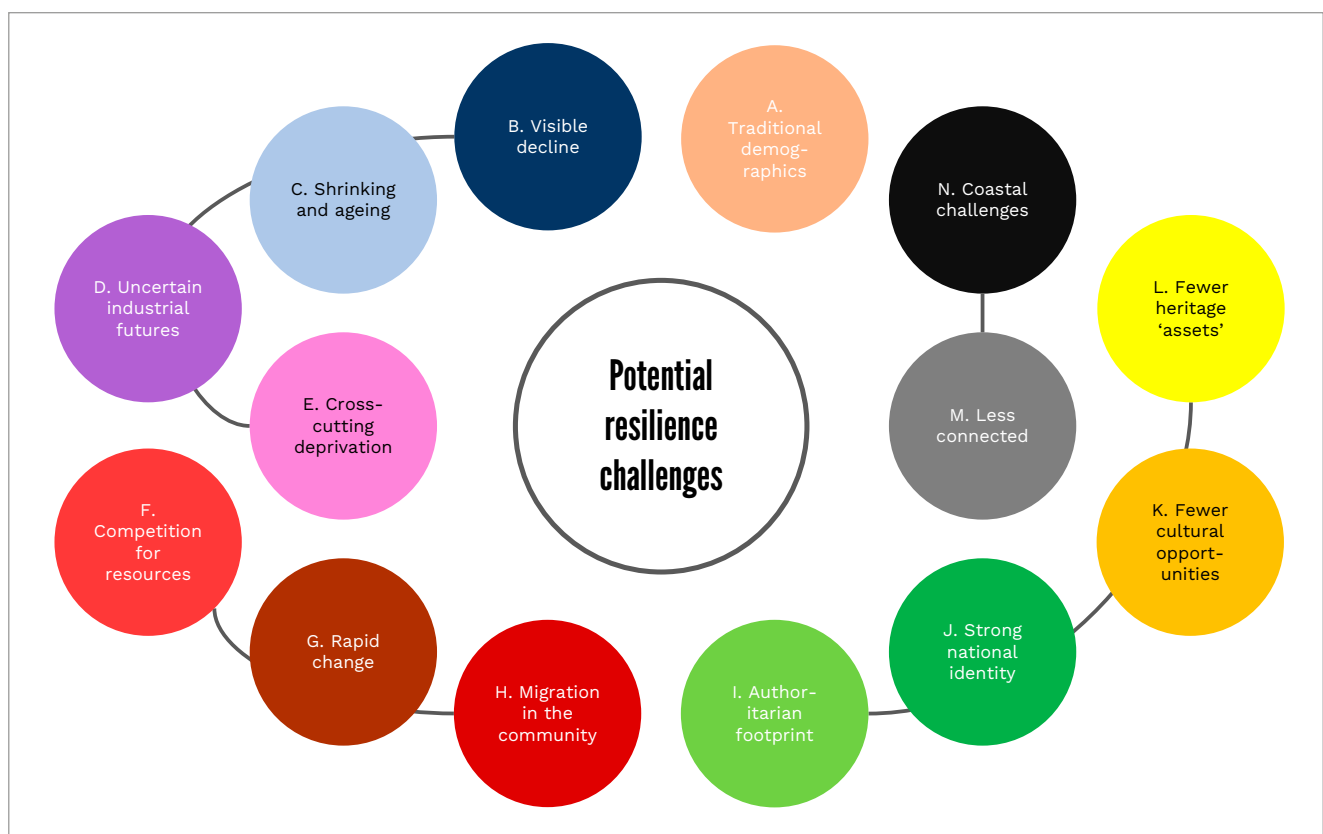 A.
Traditional
demog-
raphics
B. Visible
decline
C. Shrinking
and ageing
D. Uncertain
industrial
futures
E. Cross-
cutting
deprivation
F.
Competition
for
resources
G. Rapid
change
H. Migration
in the
community
I. Author-
itarian
footprint
J. Strong
national
identity
K. Fewer
cultural
opport-
unities
L. Fewer
heritage
‘assets’
M. Less
connected
N. Coastal
challenges
Potential
resilience
challenges